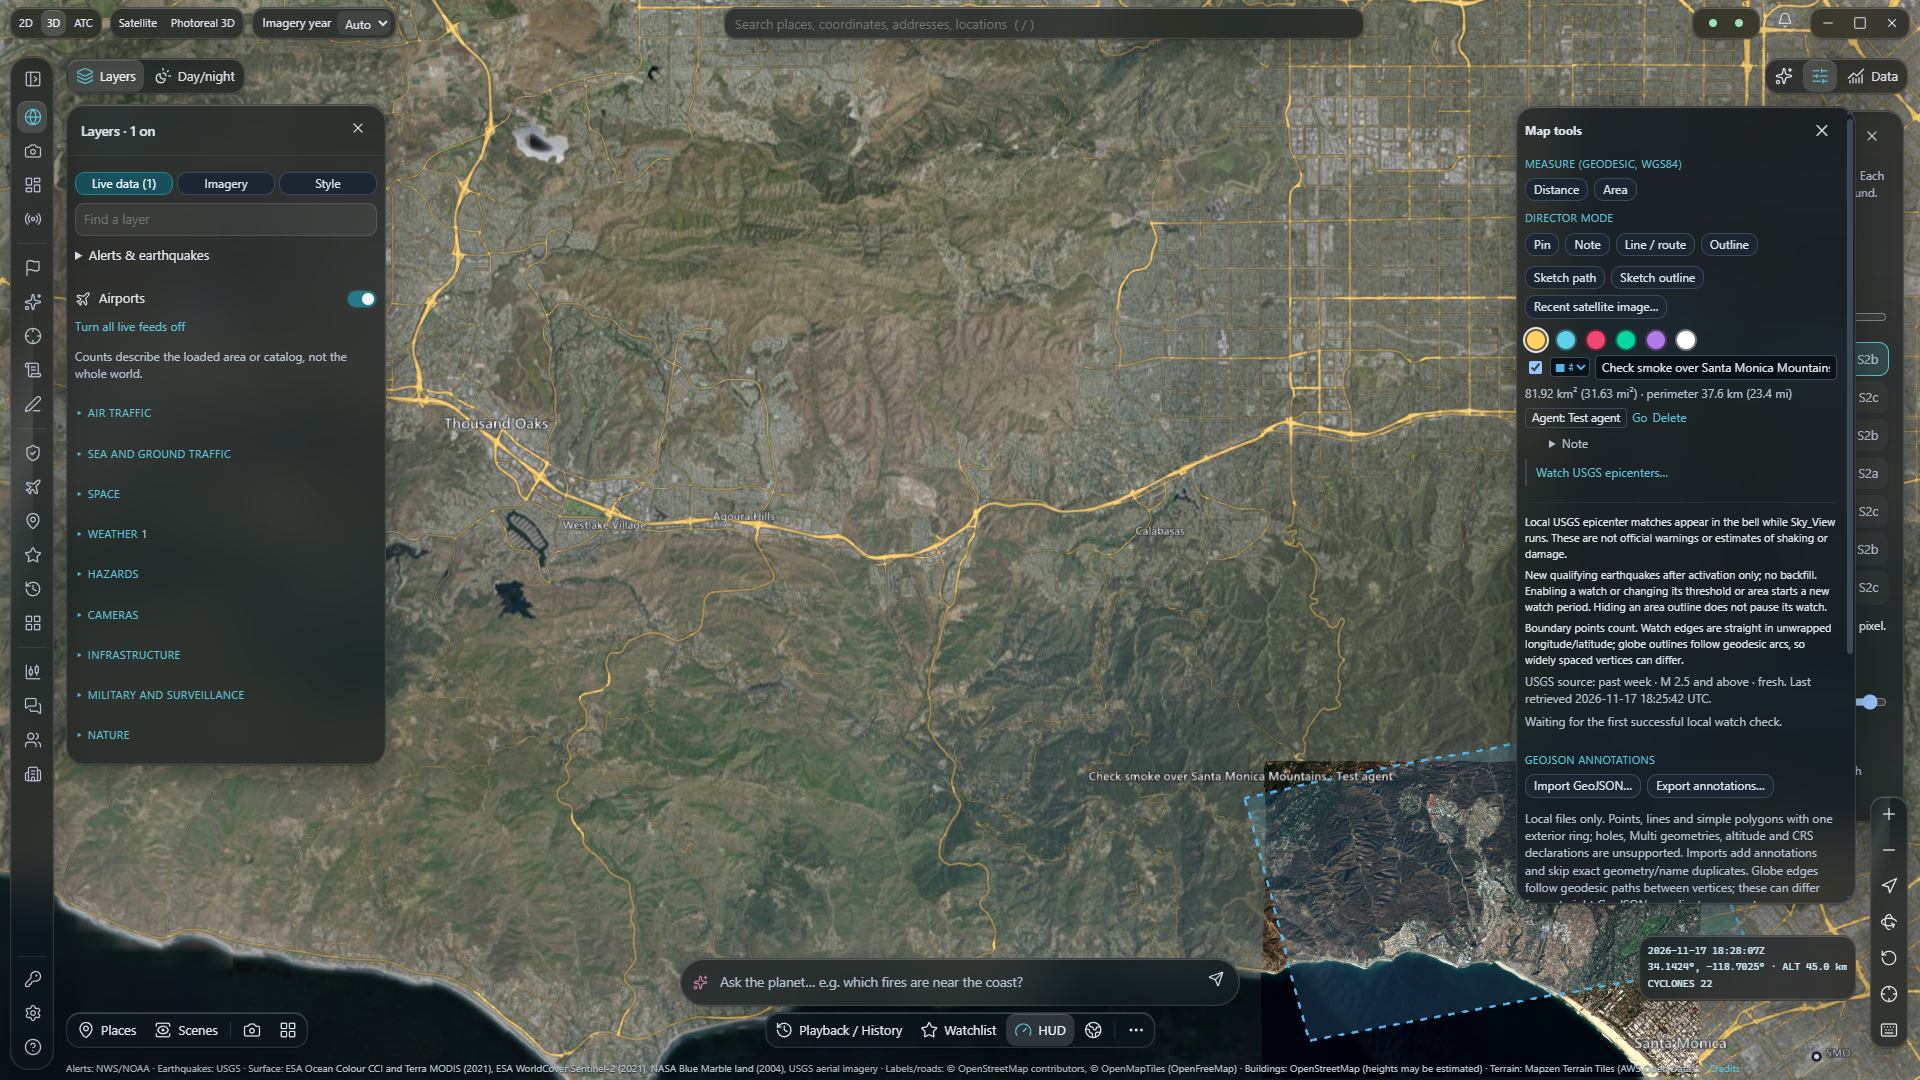 2D 3D ATC
Satellite Photoreal 3D
Imagery year Auto
Search places, coordinates, addresses, locations ( / )
Layers Day/night
Data
Layers · 1 on
Live data (1) Imagery Style
Find a layer
Alerts & earthquakes
Airports
Turn all live feeds off
Counts describe the loaded area or catalog, not the
whole world.
AIR TRAFFIC
SEA AND GROUND TRAFFIC
SPACE
WEATHER 1
HAZARDS
CAMERAS
INFRASTRUCTURE
MILITARY AND SURVEILLANCE
NATURE
Thousand Oaks
Westlake Village
Agoura Hills
Calabasas
Check smoke over Santa Monica Mountains · Test agent
Santa Monica
SMO
Map tools
MEASURE (GEODESIC, WGS84)
Distance Area
DIRECTOR MODE
Pin Note Line / route Outline
Sketch path Sketch outline
Recent satellite image...
Check smoke over Santa Monica Mountains
81.92 km² (31.63 mi²) · perimeter 37.6 km (23.4 mi)
Agent: Test agent Go Delete
Note
Watch USGS epicenters...
Local USGS epicenter matches appear in the bell while Sky_View
runs. These are not official warnings or estimates of shaking or
damage.
New qualifying earthquakes after activation only; no backfill.
Enabling a watch or changing its threshold or area starts a new
watch period. Hiding an area outline does not pause its watch.
Boundary points count. Watch edges are straight in unwrapped
longitude/latitude; globe outlines follow geodesic arcs, so
widely spaced vertices can differ.
USGS source: past week · M 2.5 and above · fresh. Last
retrieved 2026-11-17 18:25:42 UTC.
Waiting for the first successful local watch check.
GEOJSON ANNOTATIONS
Import GeoJSON... Export annotations...
Local files only. Points, lines and simple polygons with one
exterior ring; holes, Multi geometries, altitude and CRS
declarations are unsupported. Imports add annotations
and skip exact geometry/name duplicates. Globe edges
follow geodesic paths between vertices; these can differ
Each
und.
S2b
S2c
S2b
S2a
S2c
S2b
S2c
pixel.
h
2026-11-17 18:28:07Z
34.1424°, −118.7025° · ALT 45.0 km
CYCLONES 22
Ask the planet... e.g. which fires are near the coast?
Places Scenes
Playback / History Watchlist HUD
Alerts: NWS/NOAA · Earthquakes: USGS · Surface: ESA Ocean Colour CCI and Terra MODIS (2021), ESA WorldCover Sentinel-2 (2021), NASA Blue Marble land (2004), USGS aerial imagery · Labels/roads: © OpenStreetMap contributors, © OpenMapTiles (OpenFreeMap) · Buildings: OpenStreetMap (heights may be estimated) · Terrain: Mapzen Terrain Tiles (AWS Open Data) · Credits